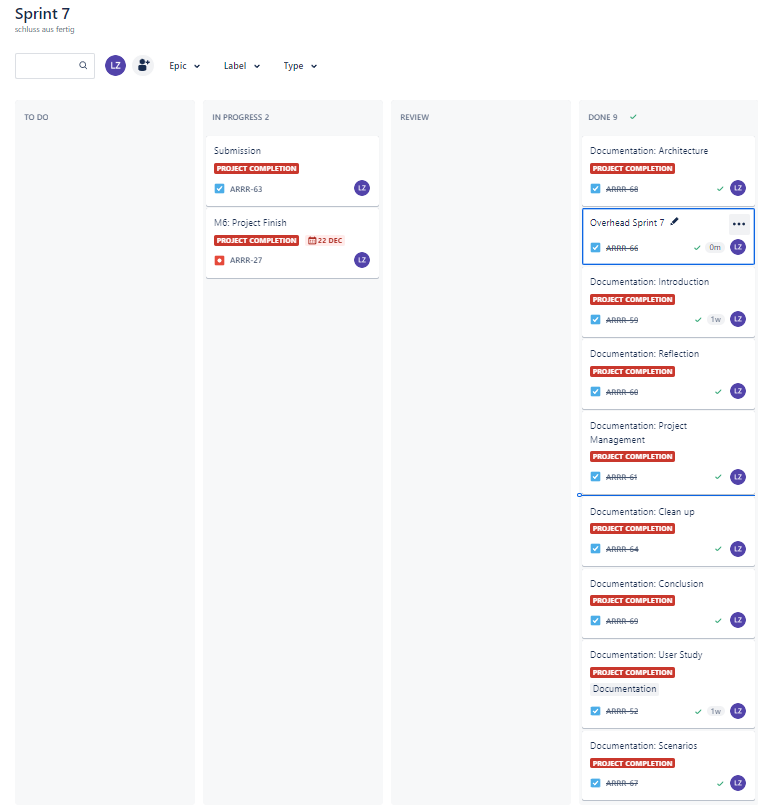 Sprint 7
schluss aus fertig
LZ
Epic
Label
Type
TO DO
IN PROGRESS 2
Submission
PROJECT COMPLETION
ARRR-63
LZ
M6: Project Finish
PROJECT COMPLETION
22 DEC
ARRR-27
LZ
REVIEW
DONE 9
Documentation: Architecture
PROJECT COMPLETION
ARRR-68
LZ
Overhead Sprint 7
ARRR-66
0m
LZ
Documentation: Introduction
PROJECT COMPLETION
ARRR-59
1w
LZ
Documentation: Reflection
PROJECT COMPLETION
ARRR-60
LZ
Documentation: Project
Management
PROJECT COMPLETION
ARRR-61
LZ
Documentation: Clean up
PROJECT COMPLETION
ARRR-64
LZ
Documentation: Conclusion
PROJECT COMPLETION
ARRR-69
LZ
Documentation: User Study
PROJECT COMPLETION
Documentation
ARRR-52
1w
LZ
Documentation: Scenarios
PROJECT COMPLETION
ARRR-67
LZ